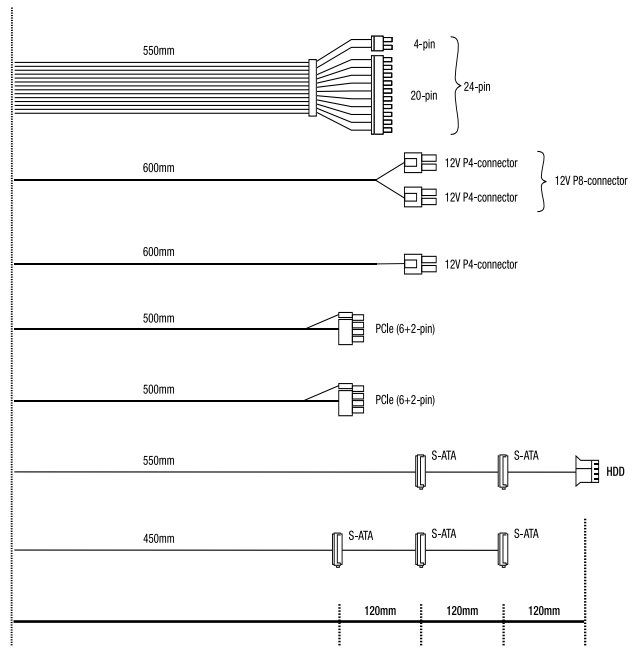 550mm
4-pin
20-pin
24-pin
600mm
12V P4-connector
12V P4-connector
12V P8-connector
600mm
12V P4-connector
500mm
PCIe (6+2-pin)
500mm
PCIe (6+2-pin)
550mm
S-ATA
S-ATA
HDD
450mm
S-ATA
S-ATA
S-ATA
120mm
120mm
120mm